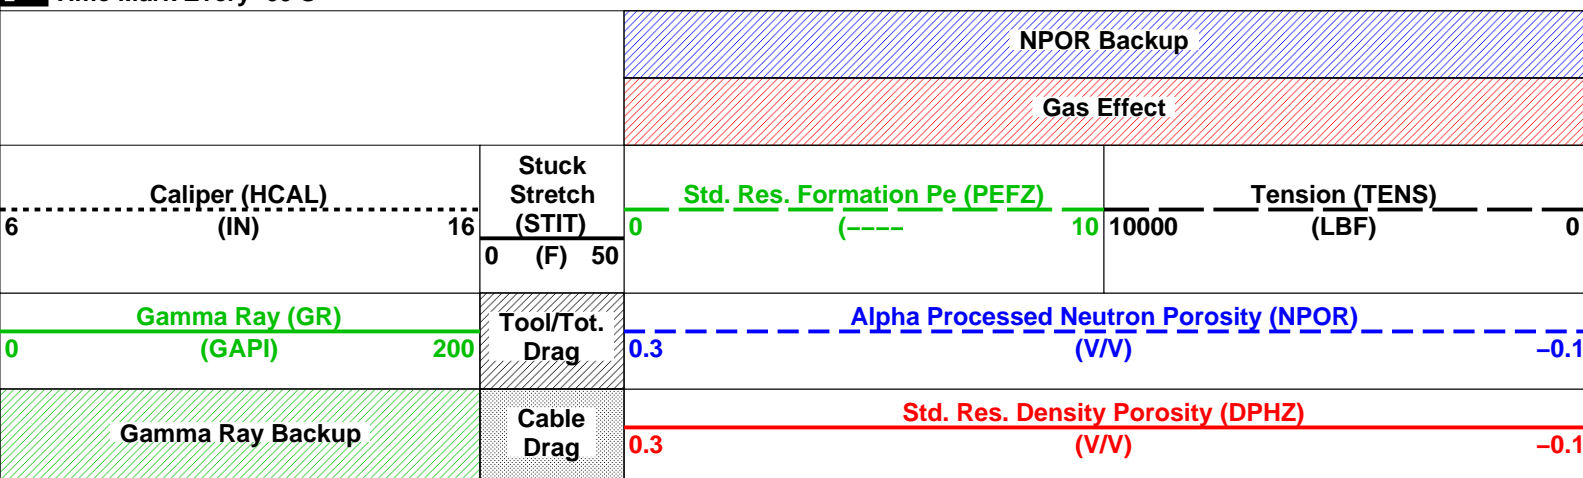 NPOR Backup
Gas Effect
Caliper (HCAL)
6 (IN) 16
Stuck
Stretch
(STIT)
0 (F) 50
Std. Res. Formation Pe (PEFZ)
0 (−−−− 10
Tension (TENS)
10000 (LBF) 0
Gamma Ray (GR)
0 (GAPI) 200
Tool/Tot.
Drag
Alpha Processed Neutron Porosity (NPOR)
0.3 (V/V) −0.1
Gamma Ray Backup
Cable
Drag
Std. Res. Density Porosity (DPHZ)
0.3 (V/V) −0.1